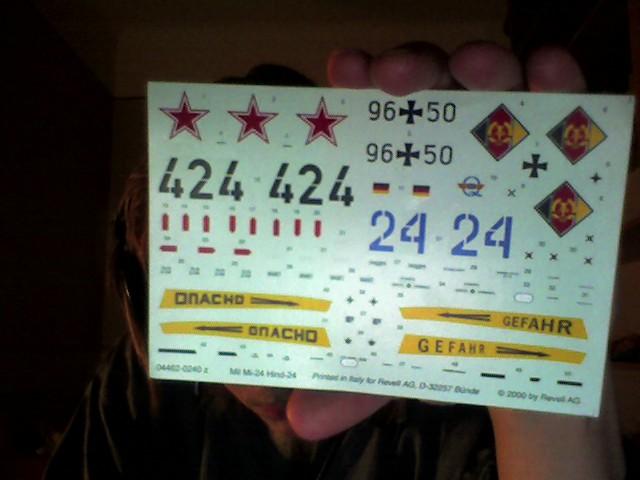 96 50
96 50
424 424
24 24
ОПАСНО
GEFAHR
ОПАСНО
GEFAHR
04462-0240 z Mil Mi-24 Hind-24 Printed in Italy for Revell AG, D-32257 Bünde © 2000 by Revell AG